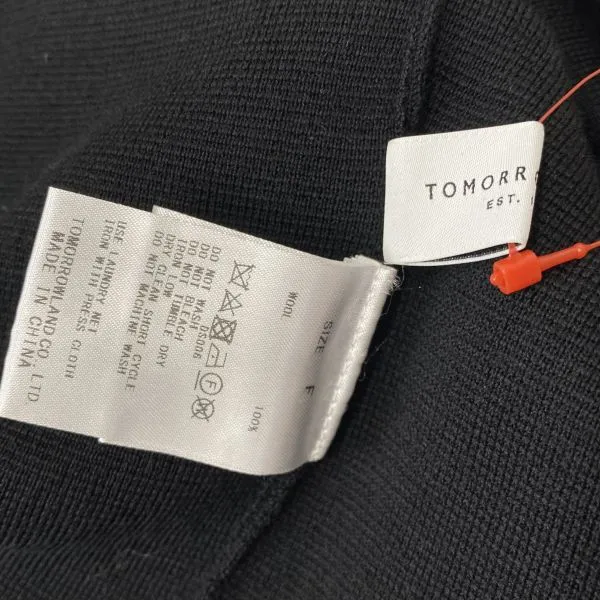 TOMORR
EST.
SIZE F
WOOL 100%
DS006
DO NOT WASH
DO NOT BLEACH
DO NOT TUMBLE DRY
IRON LOW
DRY CLEAN SHORT CYCLE
DO NOT MACHINE WASH
USE LAUNDRY NET
IRON WITH PRESS CLOTH
TOMORROWLAND CO., LTD.
MADE IN CHINA